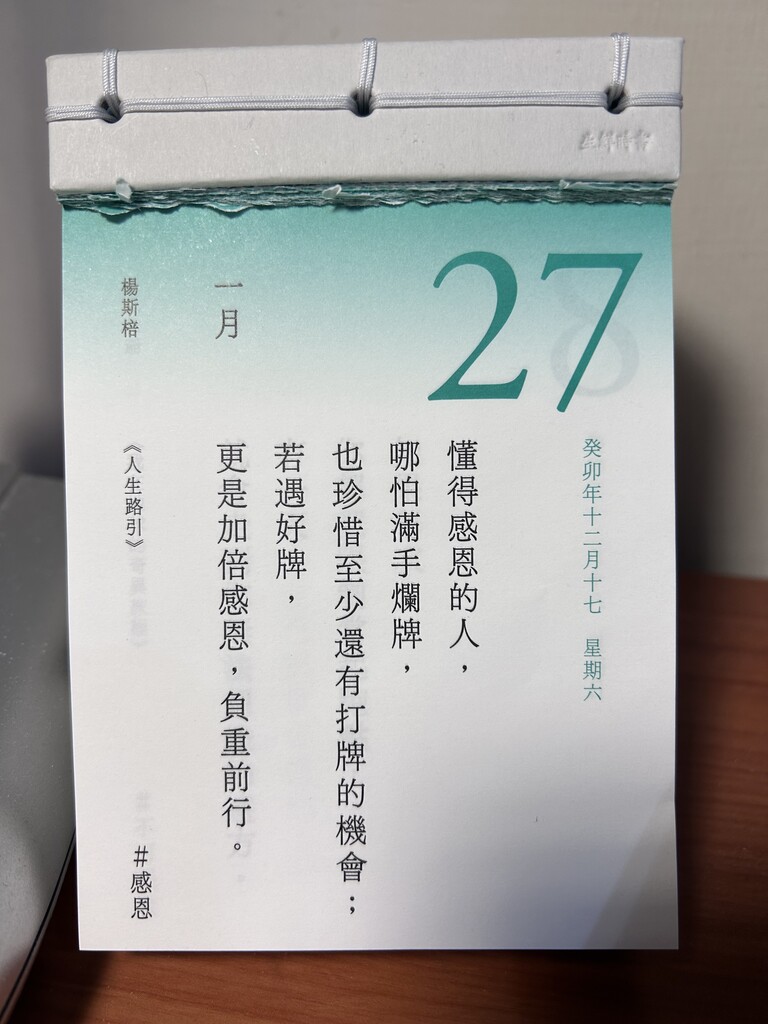 27
一月
癸卯年十二月十七 星期六
懂得感恩的人，
哪怕滿手爛牌，
也珍惜至少還有打牌的機會；
若遇好牌，
更是加倍感恩，負重前行。
楊斯棓
《人生路引》
#感恩